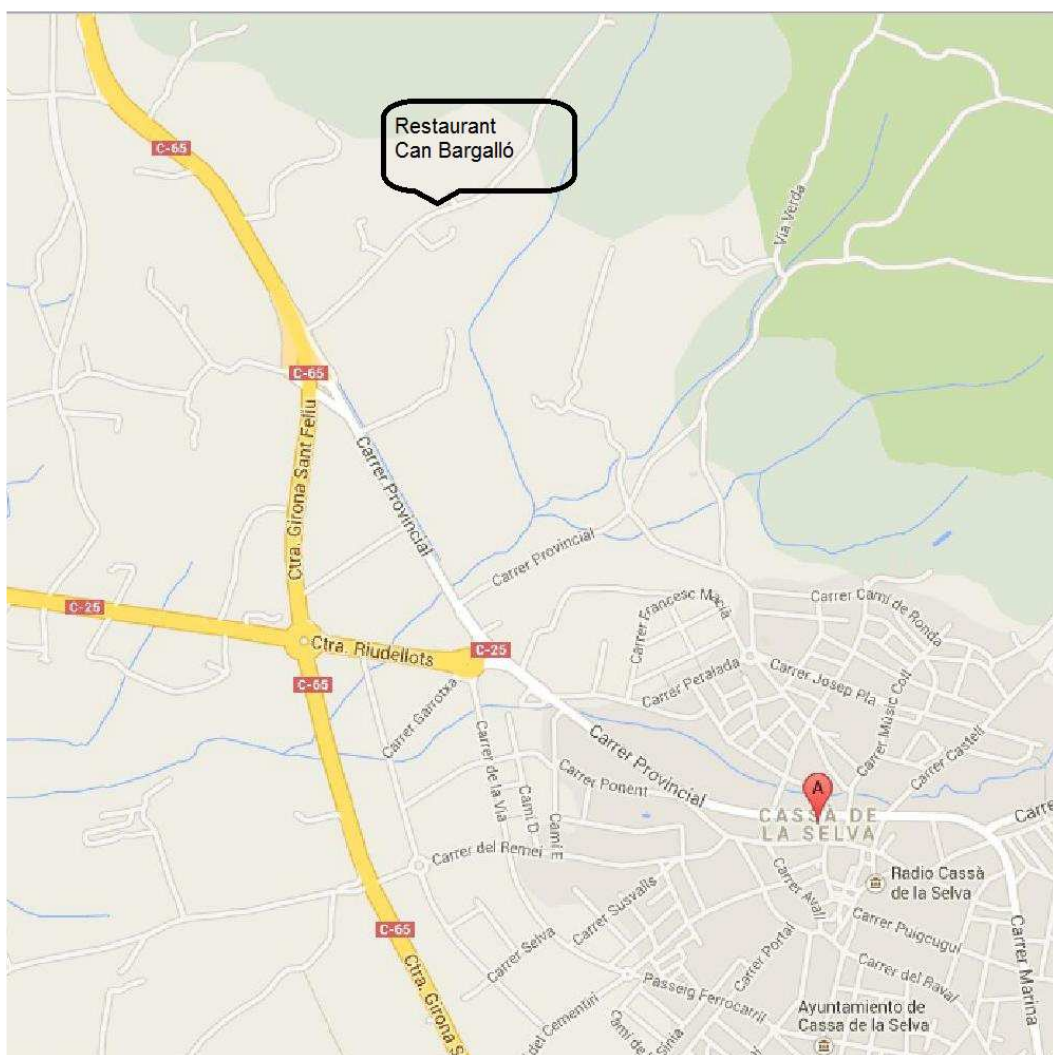 Restaurant
Can Bargalló
C-65
Via Verda
C-65
Ctra. Girona Sant Feliu
Carrer Provincial
Carrer Provincial
C-25
Ctra. Riudellots
C-25
C-65
Carrer Francesc Macià
Carrer Camí de Ronda
Carrer Peralada
Carrer Josep Pla
Carrer Músic Coll
Carrer Castell
Carrer Garrotxa
Carrer de la Via
Camí D
Camí E
Carrer Provincial
Carrer Ponent
A
CASSÀ DE
LA SELVA
Carrer del Remei
Radio Cassà
de la Selva
Carrer Avall
Carrer Susvalls
Carrer Puigcugul
Carrer Portal
Carrer Marina
C-65
Carrer Selva
Carrer del Raval
Passeig Ferrocarril
Ctra. Girona S
del Cementiri
Camí de
Ayuntamiento de
Cassa de la Selva